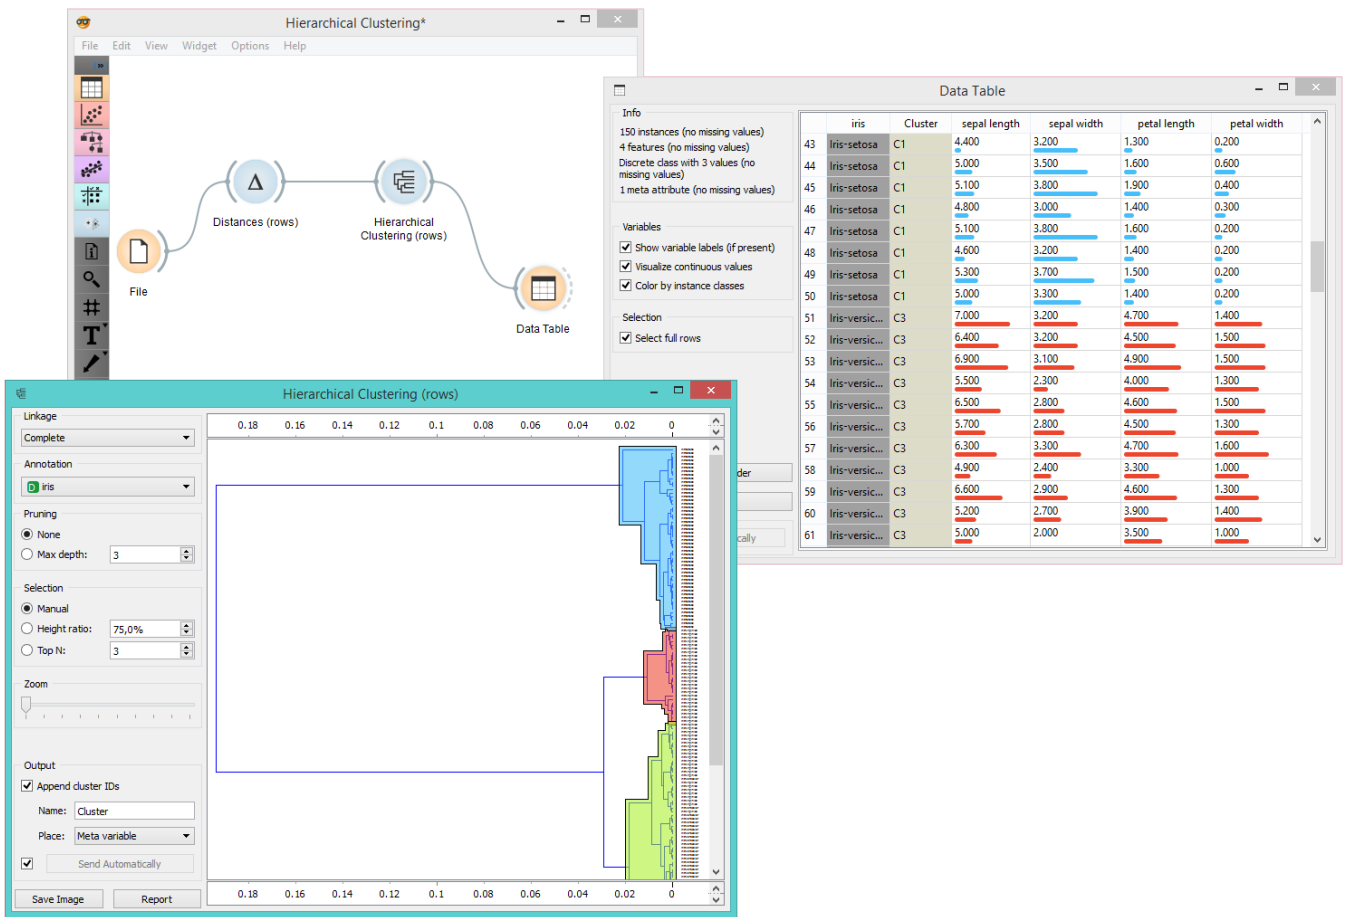 Hierarchical Clustering*
File Edit View Widget Options Help
Distances (rows)
Hierarchical
Clustering (rows)
File
Data Table
Data Table
Info
150 instances (no missing values)
4 features (no missing values)
Discrete class with 3 values (no
missing values)
1 meta attribute (no missing values)
Variables
Show variable labels (if present)
Visualize continuous values
Color by instance classes
Selection
Select full rows
der
cally
iris Cluster sepal length sepal width petal length petal width
43 Iris-setosa C1 4.400 3.200 1.300 0.200
44 Iris-setosa C1 5.000 3.500 1.600 0.600
45 Iris-setosa C1 5.100 3.800 1.900 0.400
46 Iris-setosa C1 4.800 3.000 1.400 0.300
47 Iris-setosa C1 5.100 3.800 1.600 0.200
48 Iris-setosa C1 4.600 3.200 1.400 0.200
49 Iris-setosa C1 5.300 3.700 1.500 0.200
50 Iris-setosa C1 5.000 3.300 1.400 0.200
51 Iris-versic... C3 7.000 3.200 4.700 1.400
52 Iris-versic... C3 6.400 3.200 4.500 1.500
53 Iris-versic... C3 6.900 3.100 4.900 1.500
54 Iris-versic... C3 5.500 2.300 4.000 1.300
55 Iris-versic... C3 6.500 2.800 4.600 1.500
56 Iris-versic... C3 5.700 2.800 4.500 1.300
57 Iris-versic... C3 6.300 3.300 4.700 1.600
58 Iris-versic... C3 4.900 2.400 3.300 1.000
59 Iris-versic... C3 6.600 2.900 4.600 1.300
60 Iris-versic... C3 5.200 2.700 3.900 1.400
61 Iris-versic... C3 5.000 2.000 3.500 1.000
Hierarchical Clustering (rows)
Linkage
Complete
Annotation
D iris
Pruning
None
Max depth: 3
Selection
Manual
Height ratio: 75,0%
Top N: 3
Zoom
Output
Append cluster IDs
Name: Cluster
Place: Meta variable
Send Automatically
Save Image Report
0.18 0.16 0.14 0.12 0.1 0.08 0.06 0.04 0.02 0
0.18 0.16 0.14 0.12 0.1 0.08 0.06 0.04 0.02 0